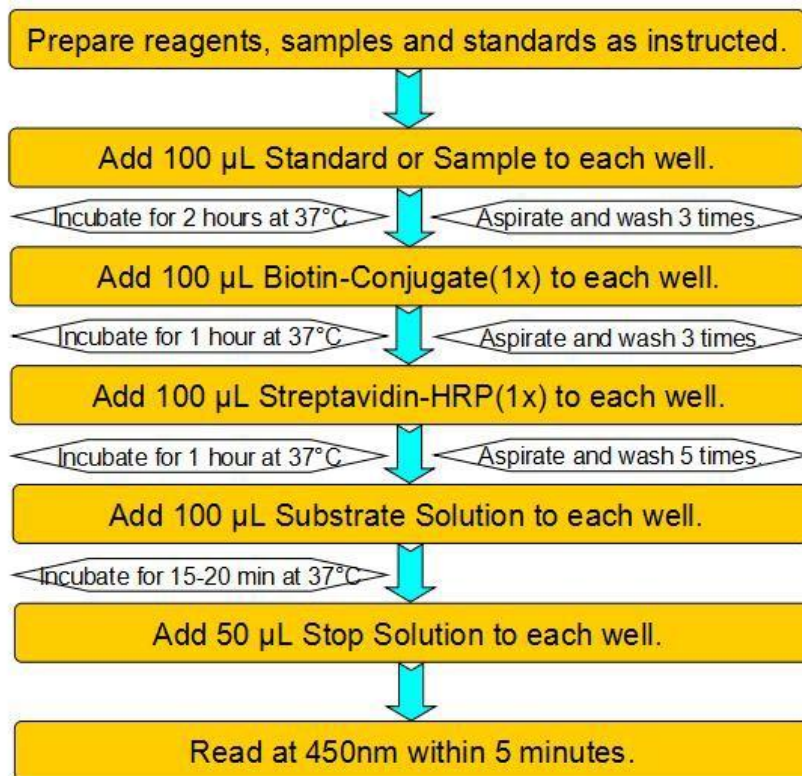 Prepare reagents, samples and standards as instructed.
Add 100 µL Standard or Sample to each well.
Incubate for 2 hours at 37°C
Aspirate and wash 3 times.
Add 100 µL Biotin-Conjugate(1x) to each well.
Incubate for 1 hour at 37°C
Aspirate and wash 3 times.
Add 100 µL Streptavidin-HRP(1x) to each well.
Incubate for 1 hour at 37°C
Aspirate and wash 5 times.
Add 100 µL Substrate Solution to each well.
Incubate for 15-20 min at 37°C
Add 50 µL Stop Solution to each well.
Read at 450nm within 5 minutes.